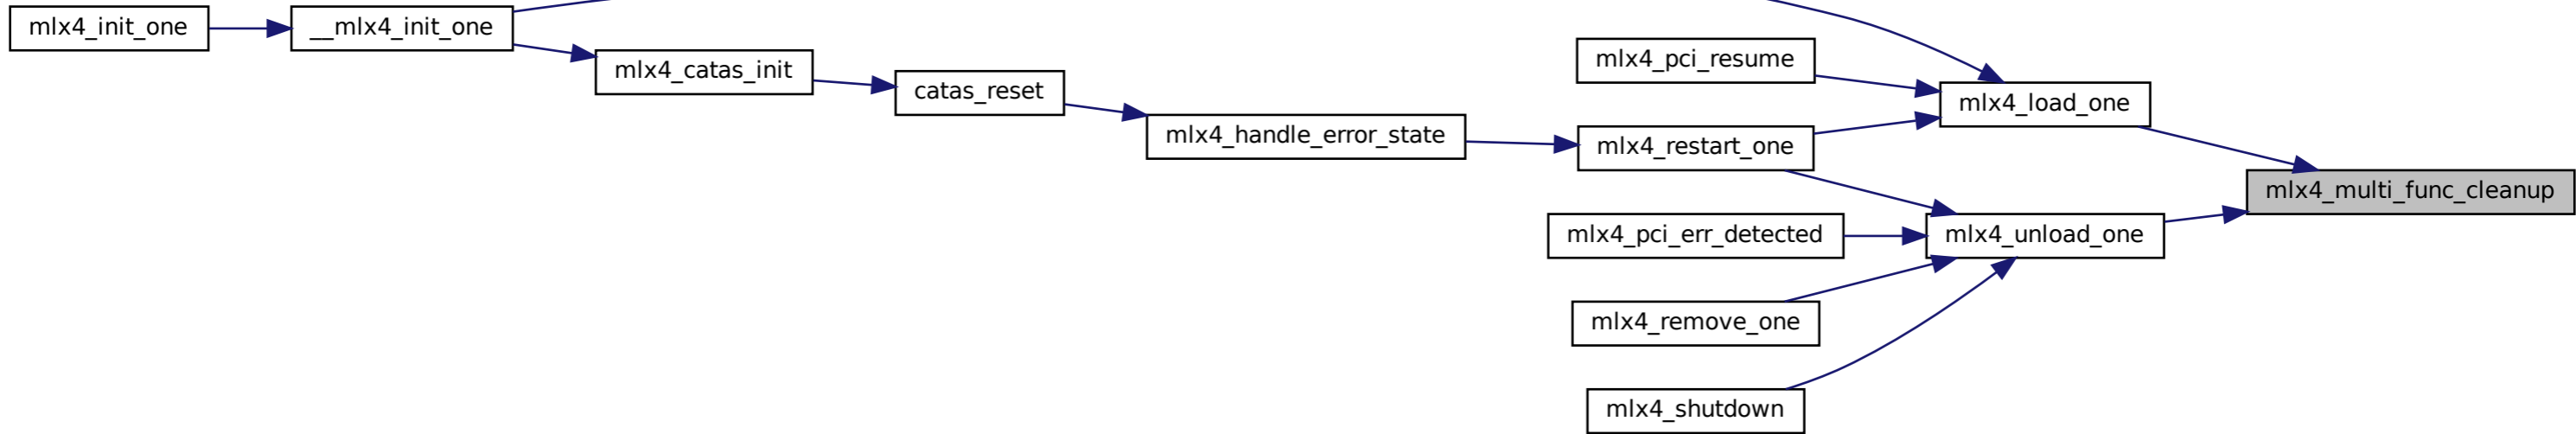 mlx4_init_one
__mlx4_init_one
mlx4_catas_init
catas_reset
mlx4_handle_error_state
mlx4_pci_resume
mlx4_restart_one
mlx4_load_one
mlx4_multi_func_cleanup
mlx4_pci_err_detected
mlx4_unload_one
mlx4_remove_one
mlx4_shutdown